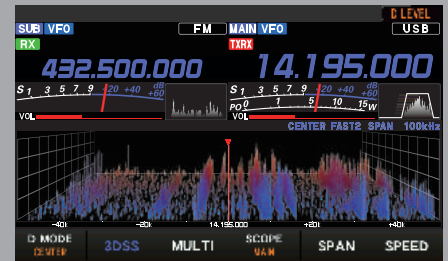 D LEVEL
SUB VFO FM MAIN VFO USB
RX TXRX
432.500.000 14.195.000
S 1 3 5 7 9 +20 +40 +60 dB S 1 3 5 7 9 +20 +40 +60 dB
PO 0 1 5 10 15 W
VOL VOL
CENTER FAST2 SPAN 100kHz
-40k -20k 14.195.000 +20k +40k
D MODE 3DSS MULTI SCOPE SPAN SPEED
CENTER MAIN